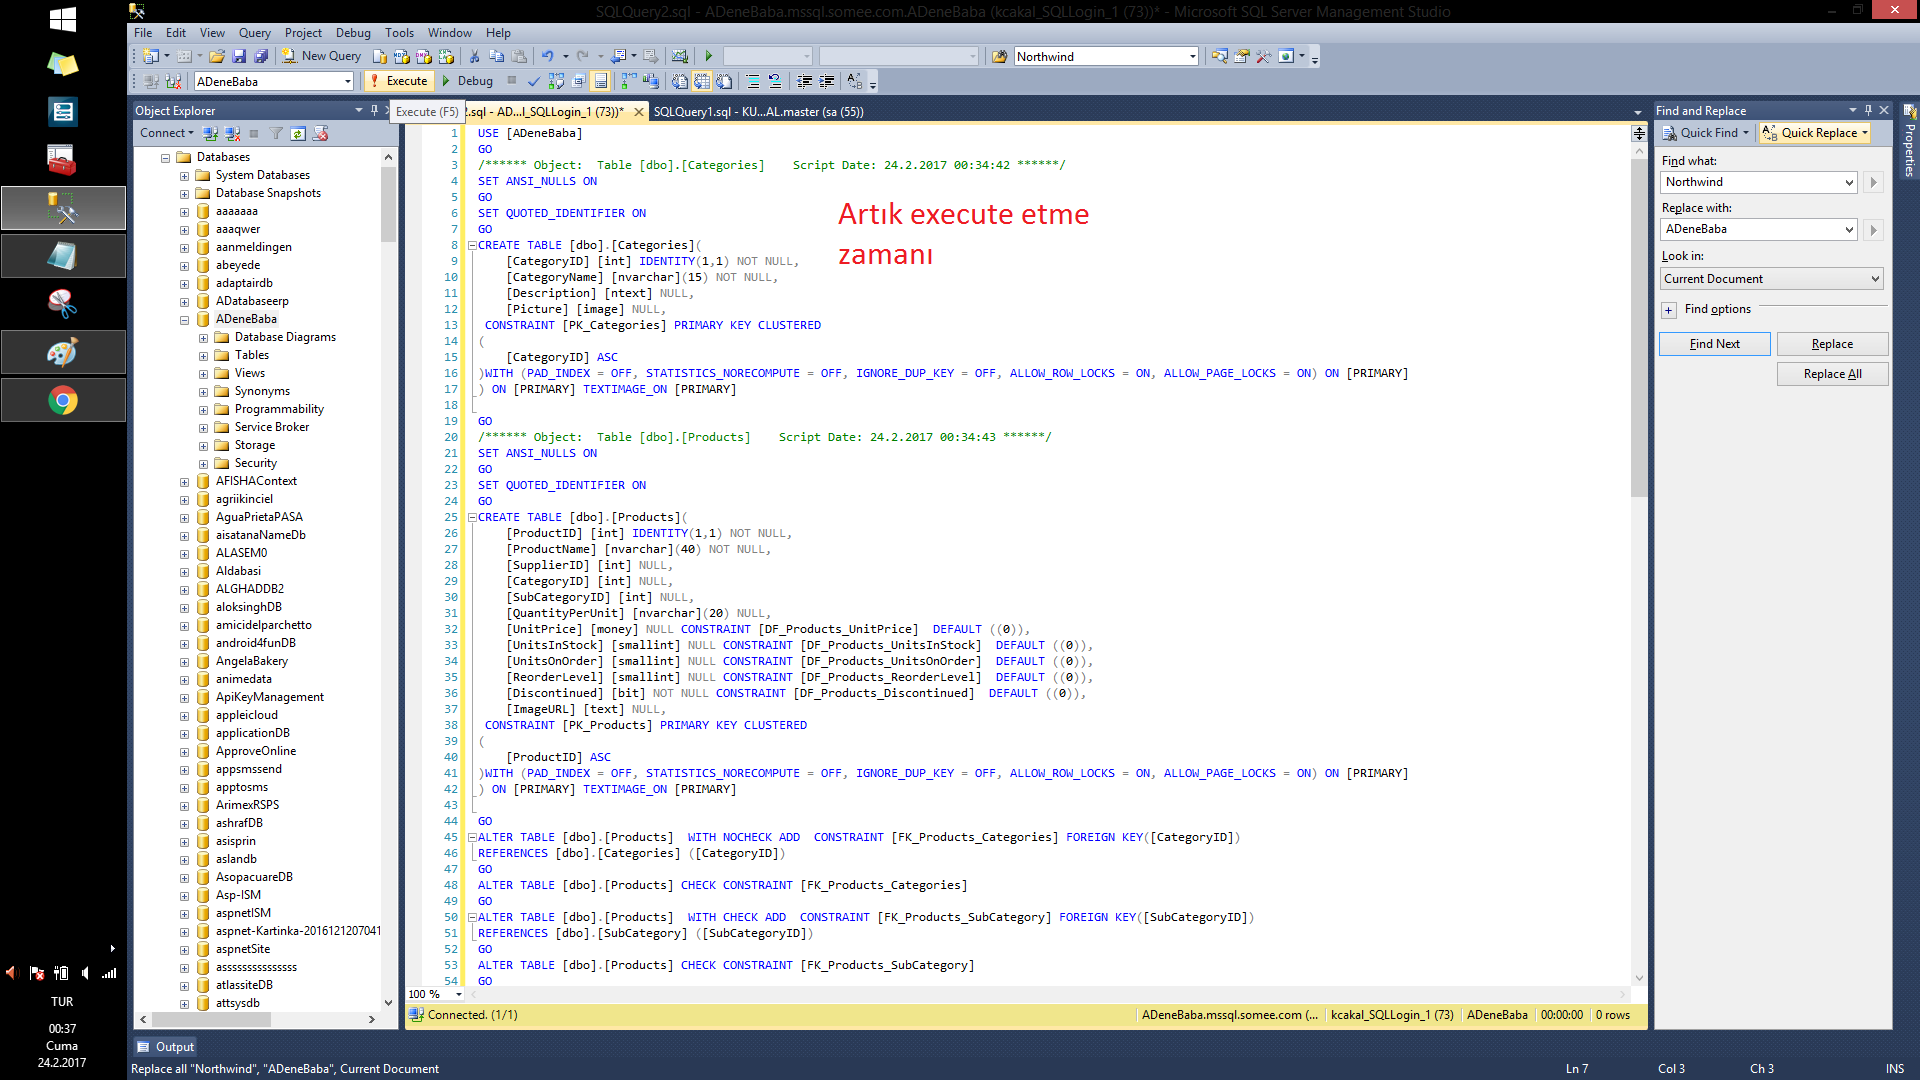 SQLQuery2.sql - ADeneBaba.mssql.somee.com.ADeneBaba (kcakal_SQLLogin_1 (73))* - Microsoft SQL Server Management Studio
File Edit View Query Project Debug Tools Window Help
New Query Northwind
ADeneBaba Execute Debug
Object Explorer
Execute (F5)
2.sql - AD...l_SQLLogin_1 (73))* SQLQuery1.sql - KU...AL.master (sa (55))
Connect
Databases
System Databases
Database Snapshots
aaaaaaa
aaaqwer
aanmeldingen
abeyede
adaptairdb
ADatabaseerp
ADeneBaba
Database Diagrams
Tables
Views
Synonyms
Programmability
Service Broker
Storage
Security
AFISHAContext
agriikinciel
AguaPrietaPASA
aisatanaNameDb
ALASEM0
Aldabasi
ALGHADDB2
aloksinghDB
amicidelparchetto
android4funDB
AngelaBakery
animedata
ApiKeyManagement
appleicloud
applicationDB
ApproveOnline
appsmssend
apptosms
ArimexRSPS
ashrafDB
asisprin
aslandb
AsopacuareDB
Asp-ISM
aspnetISM
aspnet-Kartinka-2016121207041
aspnetSite
asssssssssssssss
atlassiteDB
attsysdb
1 USE [ADeneBaba]
2 GO
3 /****** Object:  Table [dbo].[Categories]    Script Date: 24.2.2017 00:34:42 ******/
4 SET ANSI_NULLS ON
5 GO
6 SET QUOTED_IDENTIFIER ON
7 GO
8 CREATE TABLE [dbo].[Categories](
9 [CategoryID] [int] IDENTITY(1,1) NOT NULL,
10 [CategoryName] [nvarchar](15) NOT NULL,
11 [Description] [ntext] NULL,
12 [Picture] [image] NULL,
13 CONSTRAINT [PK_Categories] PRIMARY KEY CLUSTERED
14 (
15 [CategoryID] ASC
16 )WITH (PAD_INDEX = OFF, STATISTICS_NORECOMPUTE = OFF, IGNORE_DUP_KEY = OFF, ALLOW_ROW_LOCKS = ON, ALLOW_PAGE_LOCKS = ON) ON [PRIMARY]
17 ) ON [PRIMARY] TEXTIMAGE_ON [PRIMARY]
18
19 GO
20 /****** Object:  Table [dbo].[Products]    Script Date: 24.2.2017 00:34:43 ******/
21 SET ANSI_NULLS ON
22 GO
23 SET QUOTED_IDENTIFIER ON
24 GO
25 CREATE TABLE [dbo].[Products](
26 [ProductID] [int] IDENTITY(1,1) NOT NULL,
27 [ProductName] [nvarchar](40) NOT NULL,
28 [SupplierID] [int] NULL,
29 [CategoryID] [int] NULL,
30 [SubCategoryID] [int] NULL,
31 [QuantityPerUnit] [nvarchar](20) NULL,
32 [UnitPrice] [money] NULL CONSTRAINT [DF_Products_UnitPrice]  DEFAULT ((0)),
33 [UnitsInStock] [smallint] NULL CONSTRAINT [DF_Products_UnitsInStock]  DEFAULT ((0)),
34 [UnitsOnOrder] [smallint] NULL CONSTRAINT [DF_Products_UnitsOnOrder]  DEFAULT ((0)),
35 [ReorderLevel] [smallint] NULL CONSTRAINT [DF_Products_ReorderLevel]  DEFAULT ((0)),
36 [Discontinued] [bit] NOT NULL CONSTRAINT [DF_Products_Discontinued]  DEFAULT ((0)),
37 [ImageURL] [text] NULL,
38 CONSTRAINT [PK_Products] PRIMARY KEY CLUSTERED
39 (
40 [ProductID] ASC
41 )WITH (PAD_INDEX = OFF, STATISTICS_NORECOMPUTE = OFF, IGNORE_DUP_KEY = OFF, ALLOW_ROW_LOCKS = ON, ALLOW_PAGE_LOCKS = ON) ON [PRIMARY]
42 ) ON [PRIMARY] TEXTIMAGE_ON [PRIMARY]
43
44 GO
45 ALTER TABLE [dbo].[Products]  WITH NOCHECK ADD  CONSTRAINT [FK_Products_Categories] FOREIGN KEY([CategoryID])
46 REFERENCES [dbo].[Categories] ([CategoryID])
47 GO
48 ALTER TABLE [dbo].[Products] CHECK CONSTRAINT [FK_Products_Categories]
49 GO
50 ALTER TABLE [dbo].[Products]  WITH CHECK ADD  CONSTRAINT [FK_Products_SubCategory] FOREIGN KEY([SubCategoryID])
51 REFERENCES [dbo].[SubCategory] ([SubCategoryID])
52 GO
53 ALTER TABLE [dbo].[Products] CHECK CONSTRAINT [FK_Products_SubCategory]
54 GO
Artık execute etme
zamanı
100 %
Connected. (1/1) ADeneBaba.mssql.somee.com (... kcakal_SQLLogin_1 (73) ADeneBaba 00:00:00 0 rows
Find and Replace
Quick Find Quick Replace
Find what:
Northwind
Replace with:
ADeneBaba
Look in:
Current Document
Find options
Find Next Replace
Replace All
Properties
Output
Replace all "Northwind", "ADeneBaba", Current Document Ln 7 Col 3 Ch 3 INS
TUR
00:37
Cuma
24.2.2017